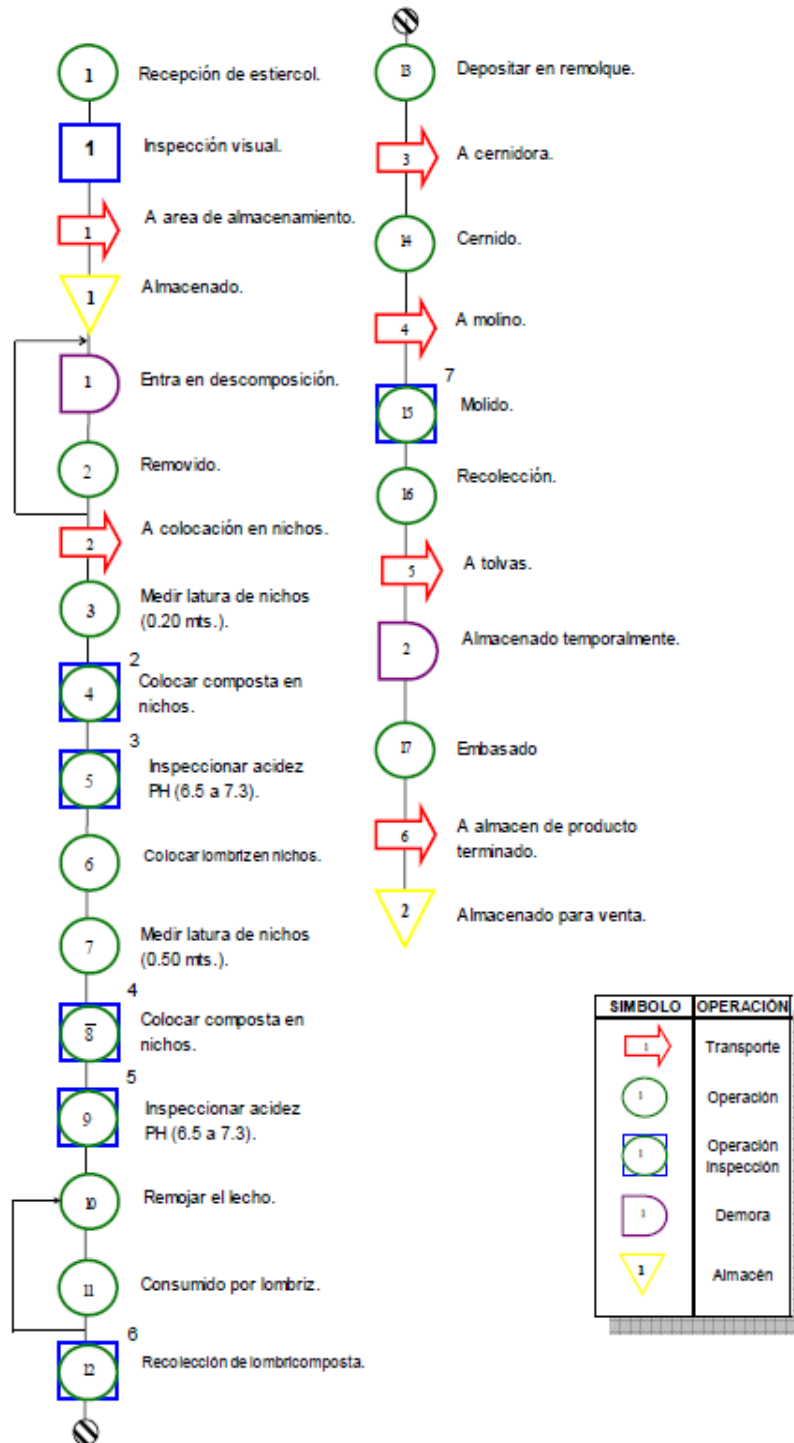 1 Recepción de estiercol.
1 Inspección visual.
1 A area de almacenamiento.
1 Almacenado.
1 Entra en descomposición.
2 Removido.
2 A colocación en nichos.
3 Medir latura de nichos
(0.20 mts.).
2
4 Colocar composta en
nichos.
3
5 Inspeccionar acidez
PH (6.5 a 7.3).
6 Colocar lombriz en nichos.
7 Medir latura de nichos
(0.50 mts.).
4
8 Colocar composta en
nichos.
5
9 Inspeccionar acidez
PH (6.5 a 7.3).
10 Remojar el lecho.
11 Consumido por lombriz.
6
12 Recolección de lombricomposta.
13 Depositar en remolque.
3 A cernidora.
14 Cernido.
4 A molino.
7
15 Molido.
16 Recolección.
5 A tolvas.
2 Almacenado temporalmente.
17 Embasado
6 A almacen de producto
terminado.
2 Almacenado para venta.
SIMBOLO OPERACIÓN
1 Transporte
1 Operación
1 Operación
Inspección
1 Demora
1 Almacén